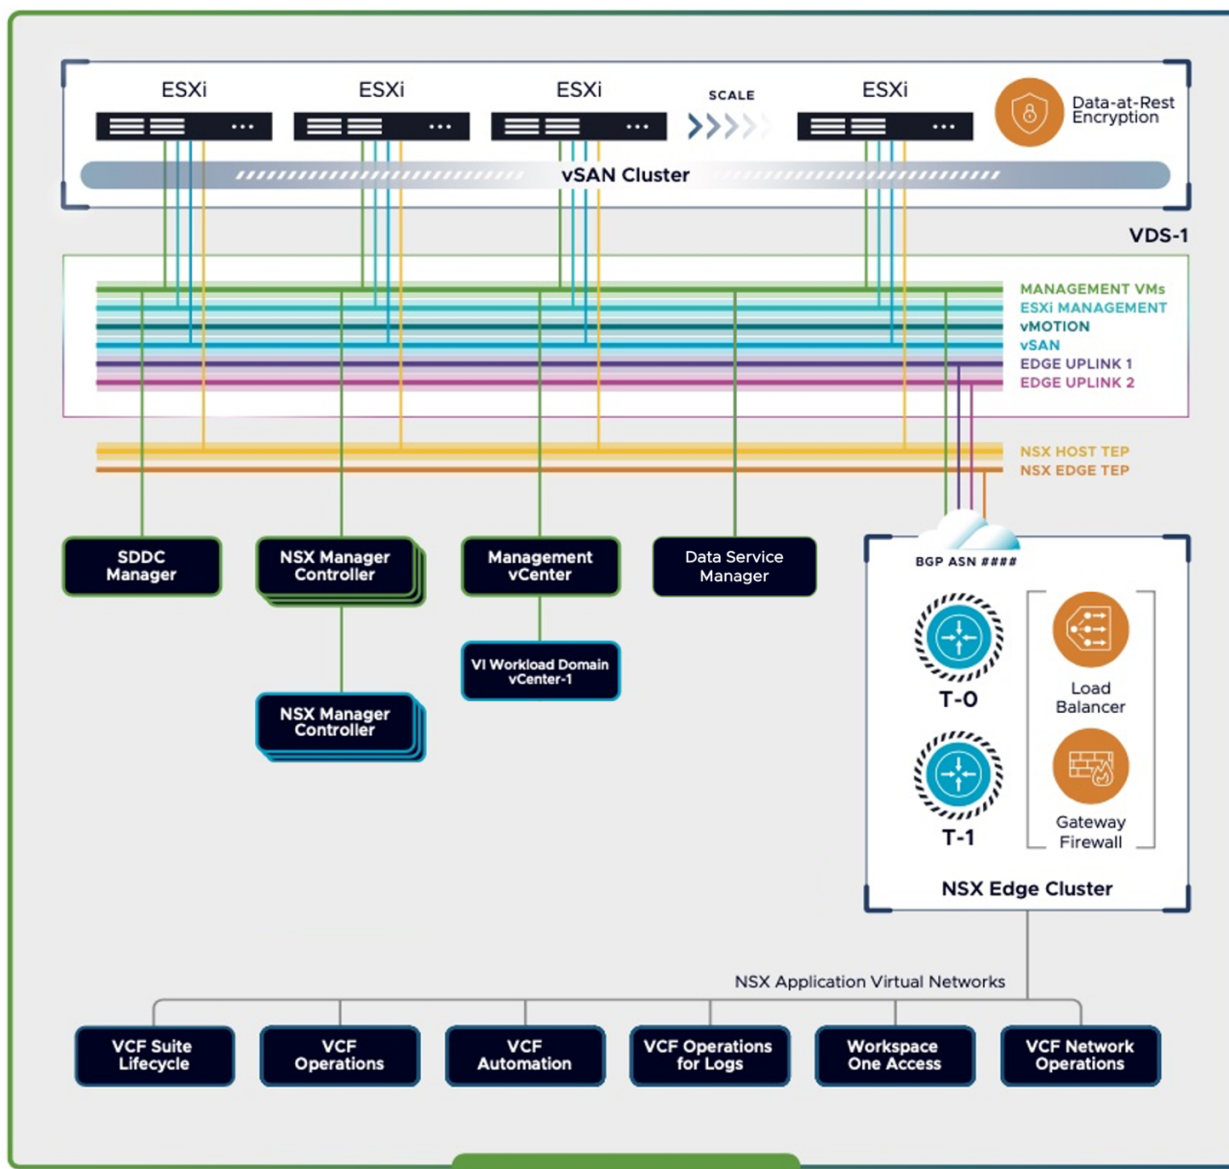 ESXi
ESXi
ESXi
SCALE
ESXi
Data-at-Rest
Encryption
vSAN Cluster
VDS-1
MANAGEMENT VMs
ESXi MANAGEMENT
vMOTION
vSAN
EDGE UPLINK 1
EDGE UPLINK 2
NSX HOST TEP
NSX EDGE TEP
SDDC
Manager
NSX Manager
Controller
Management
vCenter
Data Service
Manager
VI Workload Domain
vCenter-1
NSX Manager
Controller
BGP ASN ####
T-0
Load
Balancer
T-1
Gateway
Firewall
NSX Edge Cluster
NSX Application Virtual Networks
VCF Suite
Lifecycle
VCF
Operations
VCF
Automation
VCF Operations
for Logs
Workspace
One Access
VCF Network
Operations